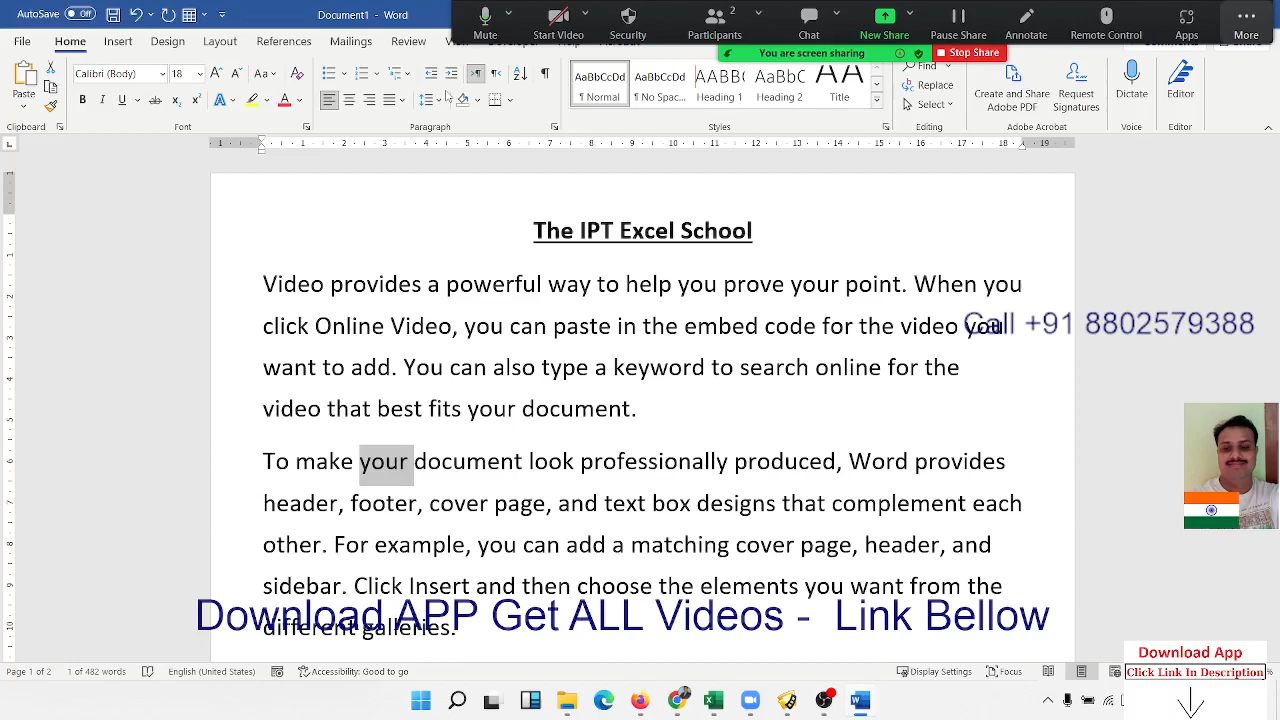 AutoSave Off Document1 - Word
Mute Start Video Security 2 Participants Chat New Share Pause Share Remote Control Apps More
You are screen sharing Stop Share
File Home Insert Draw Design Layout References Mailings Review
Paste Clipboard
Calibri (Body) 18 Font
Paragraph
AaBbCcDd AaBbCcDd AABBC AaBbC AA
¶ Normal ¶ No Spac... Heading 1 Heading 2 Title
Styles
Find Replace Select Editing
Create and Share Adobe PDF Request Signatures Adobe Acrobat
Dictate Voice
Editor Editor
The IPT Excel School
Video provides a powerful way to help you prove your point. When you
click Online Video, you can paste in the embed code for the video you
Call +91 8802579388
want to add. You can also type a keyword to search online for the
video that best fits your document.
To make your document look professionally produced, Word provides
header, footer, cover page, and text box designs that complement each
other. For example, you can add a matching cover page, header, and
sidebar. Click Insert and then choose the elements you want from the
different galleries.
Download APP Get ALL Videos - Link Bellow
Download App
Click Link In Description
Page 1 of 2 1 of 482 words English (United States) Accessibility: Good to go Display Settings Focus